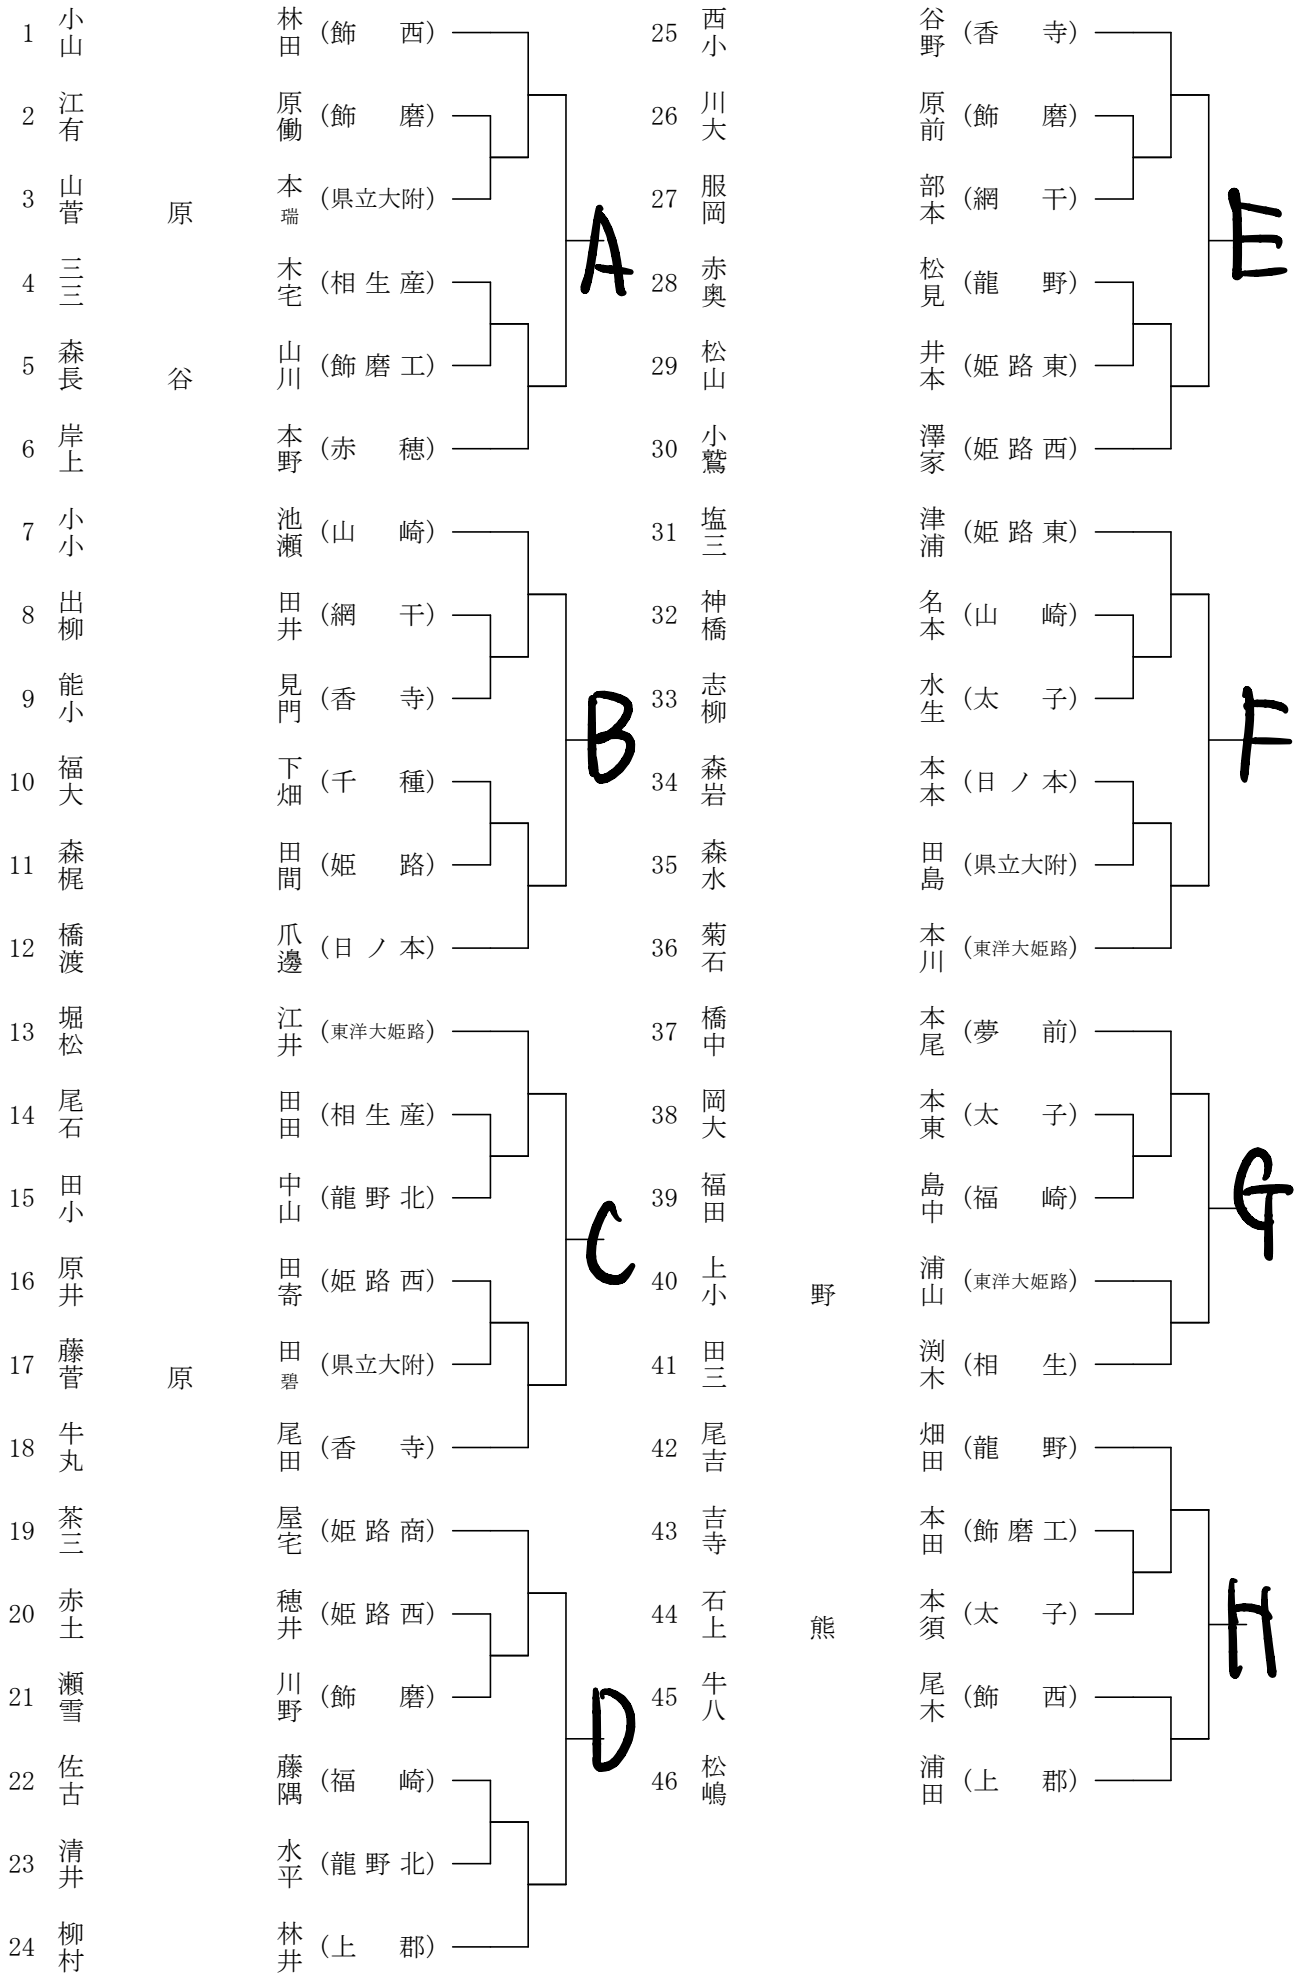 1 小林 山田 (飾西)
2 江原 有働 (飾磨)
3 山本 菅原瑞 (県立大附)
A
4 三木 三宅 (相生産)
5 森山 長谷川 (飾磨工)
6 岸本 上野 (赤穂)
7 小池 小瀬 (山崎)
8 出田 柳井 (網干)
9 能見 小門 (香寺)
B
10 福下 大畑 (千種)
11 森田 梶間 (姫路)
12 橋爪 渡邊 (日ノ本)
13 堀江 松井 (東洋大姫路)
14 尾田 石田 (相生産)
15 田中 小山 (龍野北)
C
16 原田 井寄 (姫路西)
17 藤田 菅原碧 (県立大附)
18 牛尾 丸田 (香寺)
19 茶屋 三宅 (姫路商)
20 赤穂 土井 (姫路西)
21 瀬川 雪野 (飾磨)
D
22 佐藤 古隅 (福崎)
23 清水 井平 (龍野北)
24 柳林 村井 (上郡)
25 西谷 小野 (香寺)
26 川原 大前 (飾磨)
27 服部 岡本 (網干)
E
28 赤松 奥見 (龍野)
29 松井 山本 (姫路東)
30 小澤 鷲家 (姫路西)
31 塩津 三浦 (姫路東)
32 神名 橋本 (山崎)
33 志水 柳生 (太子)
F
34 森本 岩本 (日ノ本)
35 森田 水島 (県立大附)
36 菊本 石川 (東洋大姫路)
37 橋本 中尾 (夢前)
38 岡本 大東 (太子)
39 福島 田中 (福崎)
G
40 上浦 小野山 (東洋大姫路)
41 田渕 三木 (相生)
42 尾畑 吉田 (龍野)
43 吉本 寺田 (飾磨工)
44 石本 上熊須 (太子)
H
45 牛尾 八木 (飾西)
46 松浦 嶋田 (上郡)